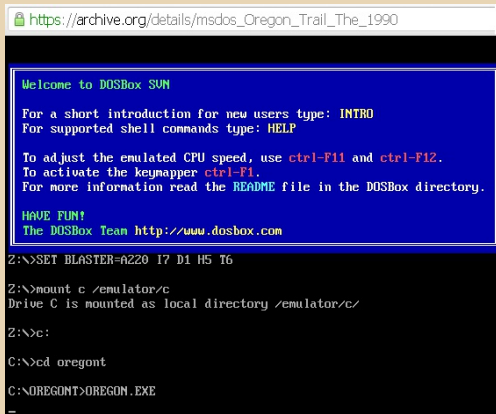 https://archive.org/details/msdos_Oregon_Trail_The_1990
Welcome to DOSBox SVN
For a short introduction for new users type: INTRO
For supported shell commands type: HELP
To adjust the emulated CPU speed, use ctrl-F11 and ctrl-F12.
To activate the keymapper ctrl-F1.
For more information read the README file in the DOSBox directory.
HAVE FUN!
The DOSBox Team http://www.dosbox.com
Z:\>SET BLASTER=A220 I7 D1 H5 T6
Z:\>mount c /emulator/c
Drive C is mounted as local directory /emulator/c/
Z:\>c:
C:\>cd oregont
C:\OREGONT>OREGON.EXE